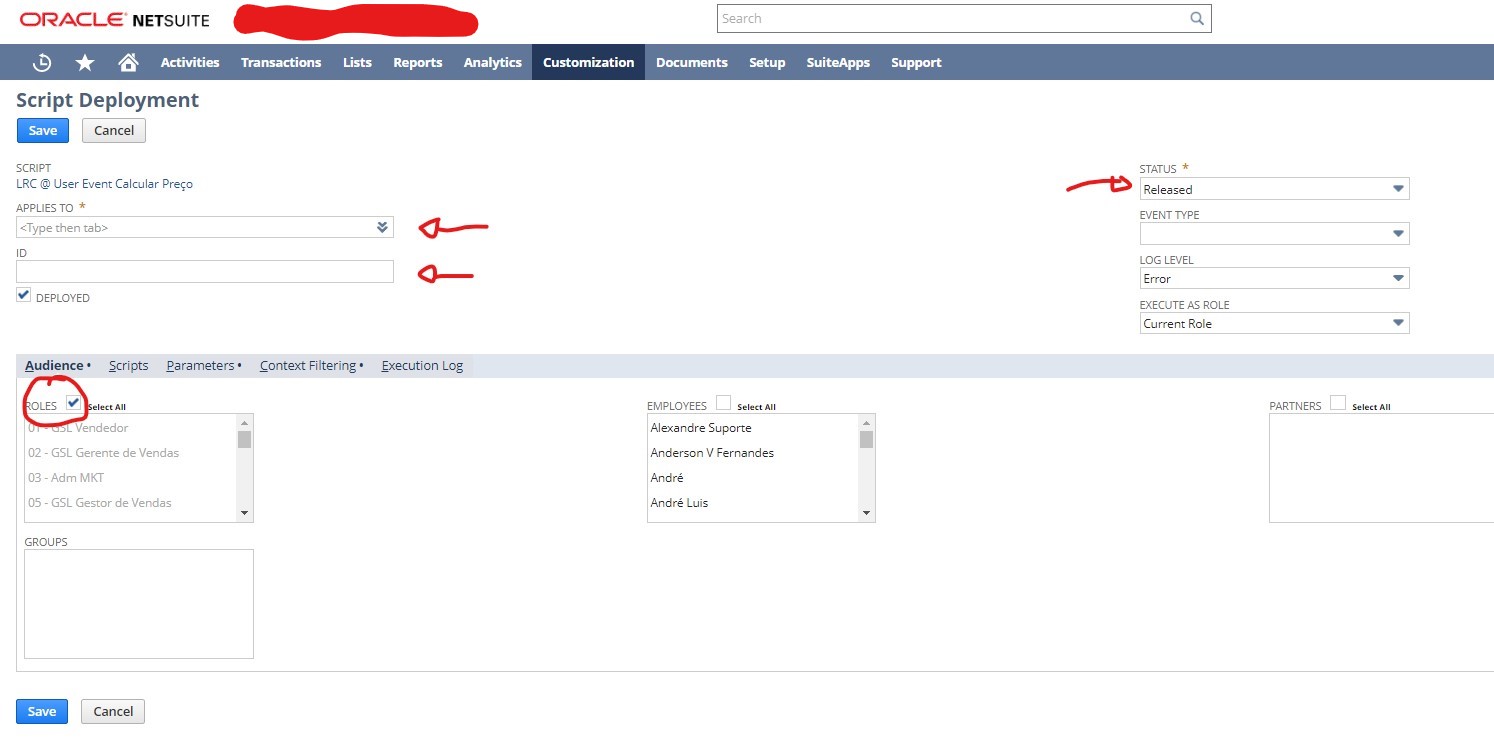 ORACLE NETSUITE
Search
Activities Transactions Lists Reports Analytics Customization Documents Setup SuiteApps Support
Script Deployment
Save Cancel
SCRIPT
LRC @ User Event Calcular Preço
APPLIES TO *
<Type then tab>
ID
DEPLOYED
STATUS *
Released
EVENT TYPE
LOG LEVEL
Error
EXECUTE AS ROLE
Current Role
Audience • Scripts Parameters • Context Filtering • Execution Log
ROLES Select All
01 - GSL Vendedor
02 - GSL Gerente de Vendas
03 - Adm MKT
05 - GSL Gestor de Vendas
GROUPS
EMPLOYEES Select All
Alexandre Suporte
Anderson V Fernandes
André
André Luis
PARTNERS Select All
Save Cancel